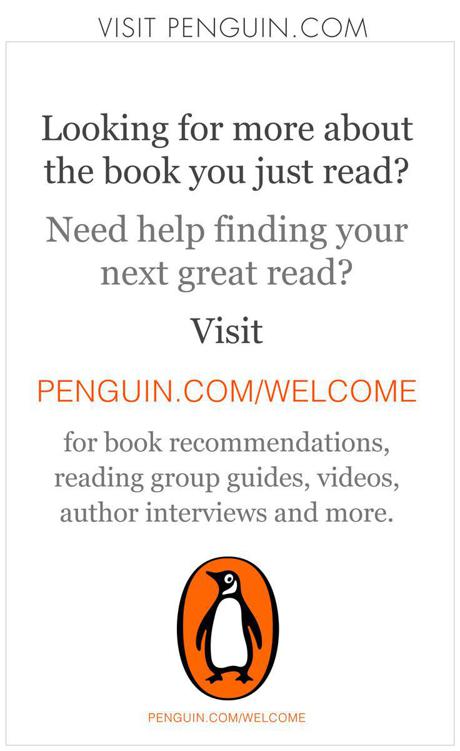 VISIT PENGUIN.COM
Looking for more about
the book you just read?
Need help finding your
next great read?
Visit
PENGUIN.COM/WELCOME
for book recommendations,
reading group guides, videos,
author interviews and more.
PENGUIN.COM/WELCOME